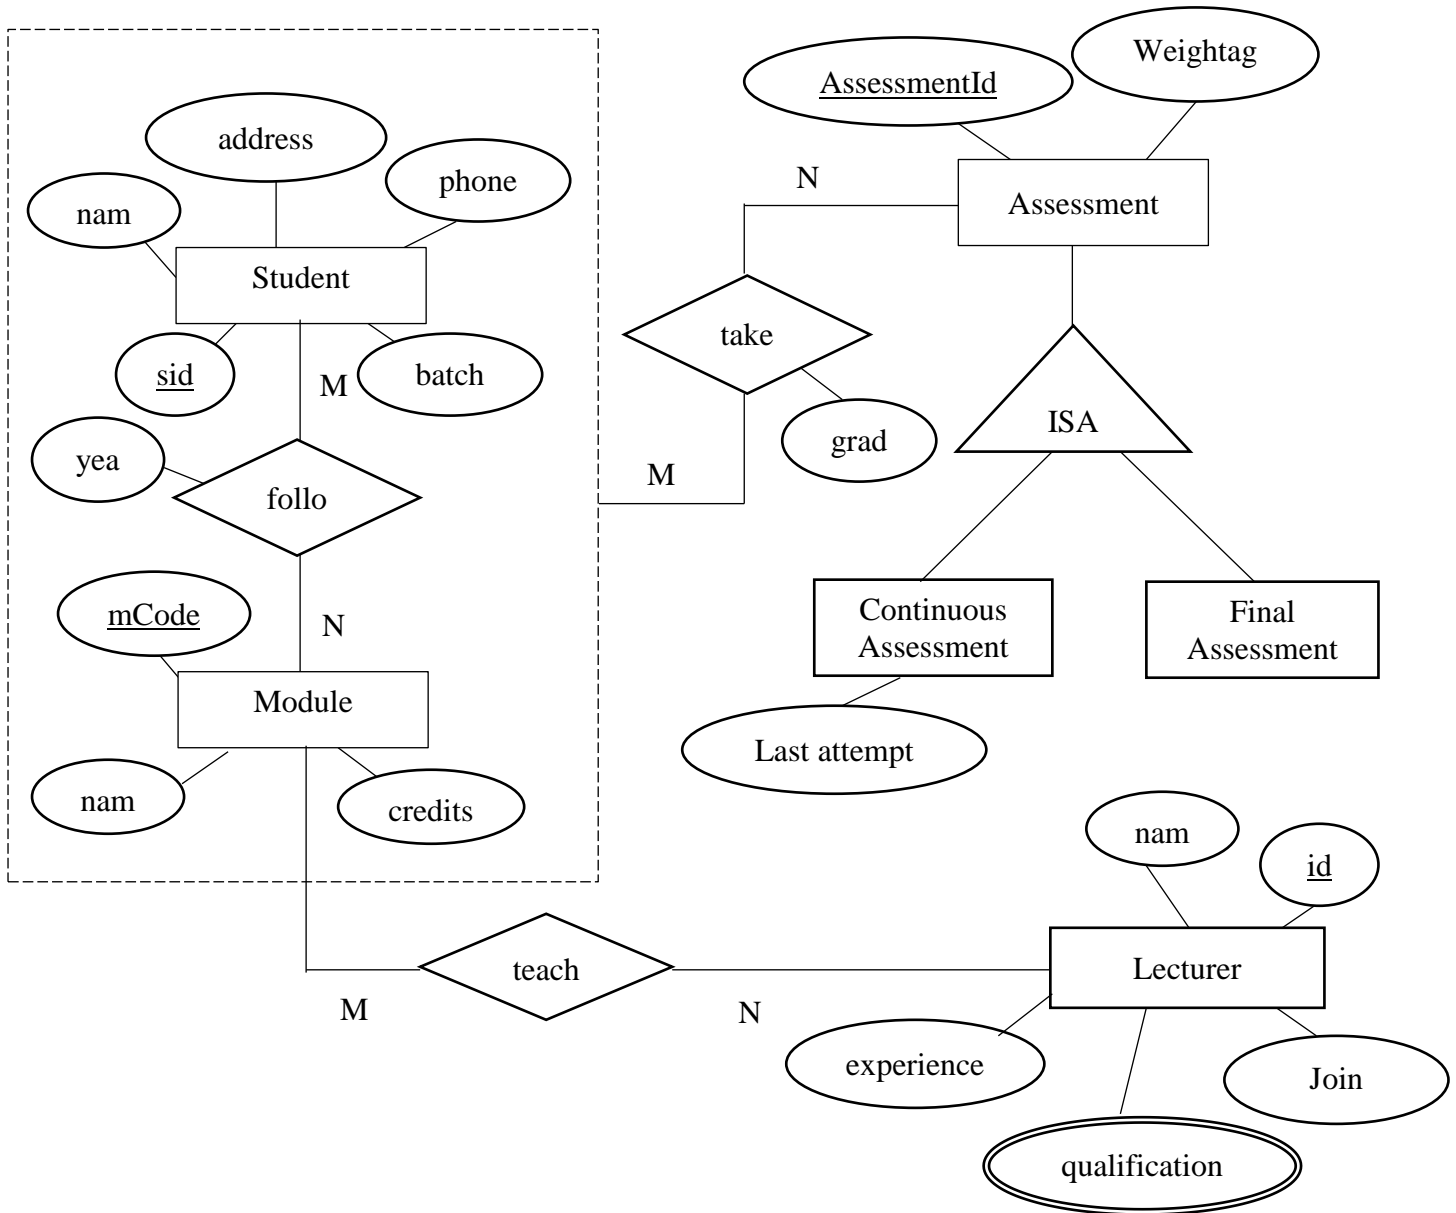 AssessmentId
Weightag
address
phone
nam
N
Assessment
Student
take
sid
M
batch
grad
ISA
yea
follo
M
mCode
N
Continuous
Assessment
Final
Assessment
Module
Last attempt
nam
credits
nam
id
teach
Lecturer
M
N
experience
Join
qualification